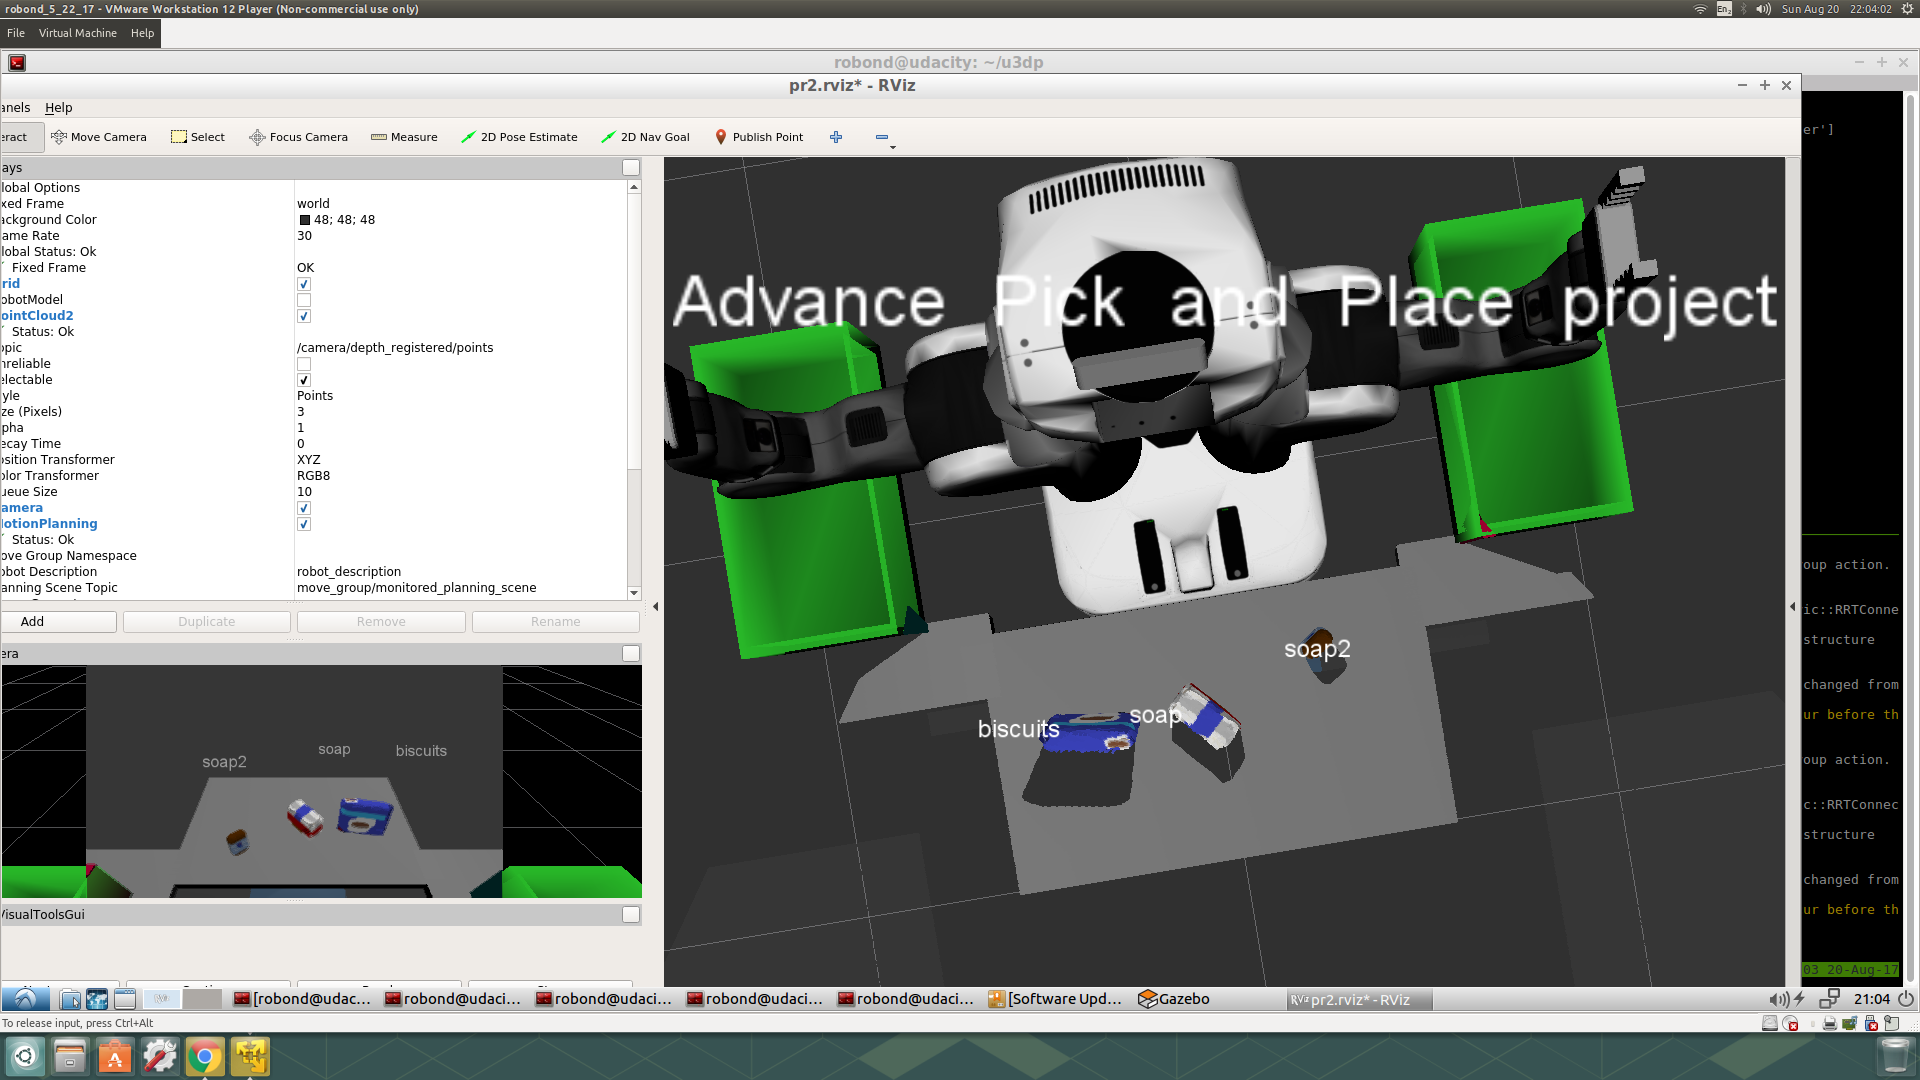 robond_5_22_17 - VMware Workstation 12 Player (Non-commercial use only)
En2
Sun Aug 20 22:04:02
File Virtual Machine Help
robond@udacity: ~/u3dp
pr2.rviz* - RViz
anels Help
eract Move Camera Select Focus Camera Measure 2D Pose Estimate 2D Nav Goal Publish Point
ays
lobal Options
xed Frame world
ackground Color 48; 48; 48
ame Rate 30
lobal Status: Ok
Fixed Frame OK
rid
obotModel
ointCloud2
Status: Ok
opic /camera/depth_registered/points
nreliable
electable
yle Points
ze (Pixels) 3
pha 1
ecay Time 0
osition Transformer XYZ
olor Transformer RGB8
ueue Size 10
amera
MotionPlanning
Status: Ok
ove Group Namespace
obot Description robot_description
anning Scene Topic move_group/monitored_planning_scene
Add Duplicate Remove Rename
era
soap2 soap biscuits
VisualToolsGui
Advance Pick and Place project
soap2
soap
biscuits
er']
oup action.
ic::RRTConne
structure
changed from
ur before th
oup action.
c::RRTConnec
structure
changed from
ur before th
03 20-Aug-17
[robond@udac... robond@udaci... robond@udaci... robond@udaci... robond@udaci... [Software Upd... Gazebo pr2.rviz* - RViz 21:04
To release input, press Ctrl+Alt